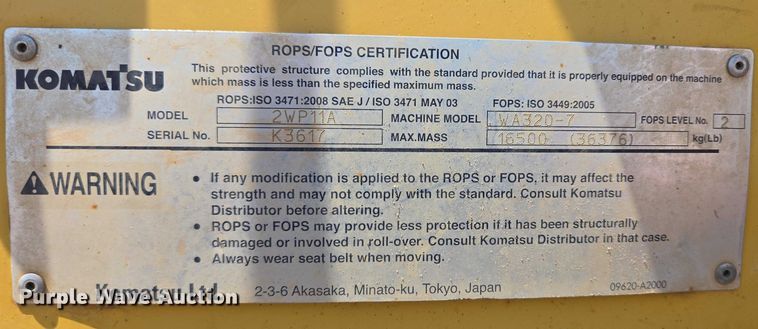 ROPS/FOPS CERTIFICATION
KOMATSU
This protective structure complies with the standard provided that it is properly equipped on the machine
which mass is less than the specified maximum mass.
ROPS:ISO 3471:2008 SAE J / ISO 3471 MAY 03 FOPS: ISO 3449:2005
MODEL 2WP11A MACHINE MODEL WA320-7 FOPS LEVEL No. 2
SERIAL No. K3617 MAX.MASS 16500 (36376) kg(Lb)
WARNING
• If any modification is applied to the ROPS or FOPS, it may affect the
strength and may not comply with the standard. Consult Komatsu
Distributor before altering.
• ROPS or FOPS may provide less protection if it has been structurally
damaged or involved in roll-over. Consult Komatsu Distributor in that case.
• Always wear seat belt when moving.
Komatsu Ltd. 2-3-6 Akasaka, Minato-ku, Tokyo, Japan 09620-A2000
Purple Wave Auction